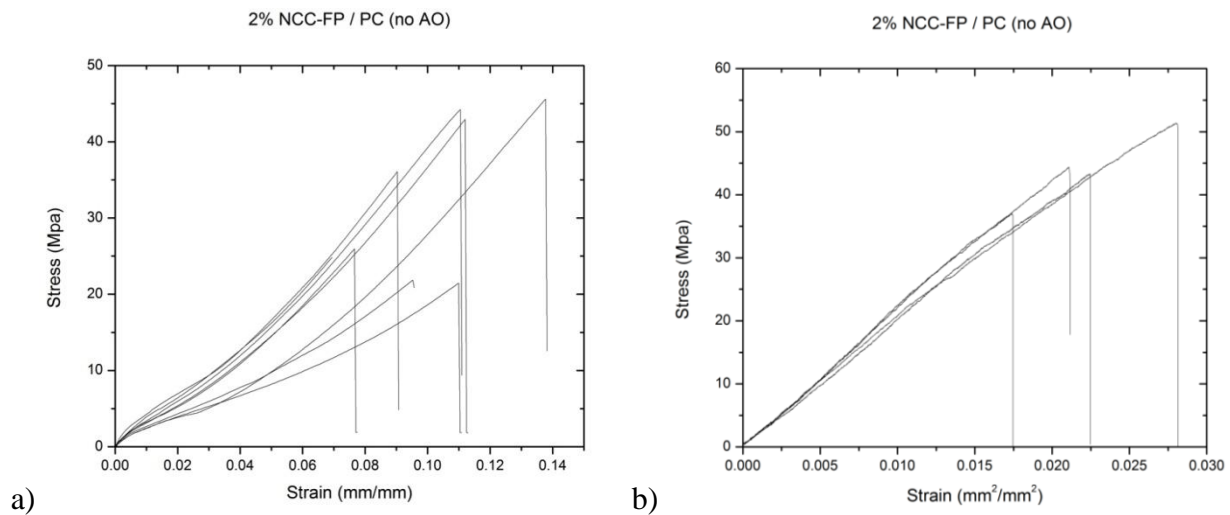 2% NCC-FP / PC (no AO)
50
40
30
20
10
0
Stress (Mpa)
0.00 0.02 0.04 0.06 0.08 0.10 0.12 0.14
Strain (mm/mm)
a)
2% NCC-FP / PC (no AO)
60
50
40
30
20
10
0
Stress (Mpa)
0.000 0.005 0.010 0.015 0.020 0.025 0.030
Strain (mm²/mm²)
b)